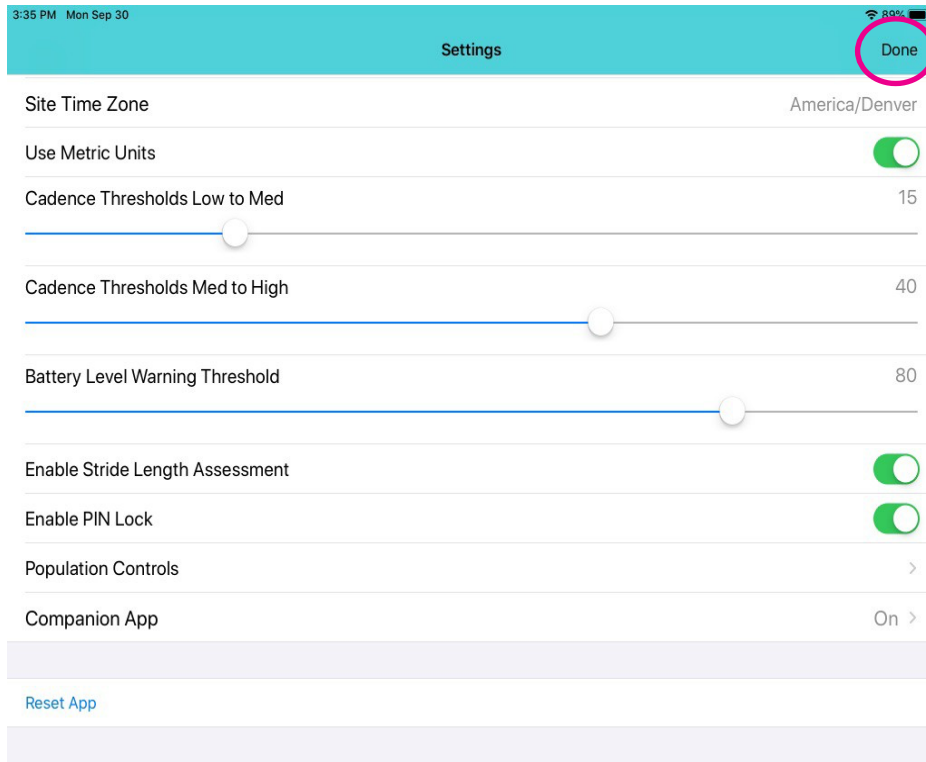 3:35 PM Mon Sep 30 89%
Settings Done
Site Time Zone America/Denver
Use Metric Units
Cadence Thresholds Low to Med 15
Cadence Thresholds Med to High 40
Battery Level Warning Threshold 80
Enable Stride Length Assessment
Enable PIN Lock
Population Controls
Companion App On
Reset App